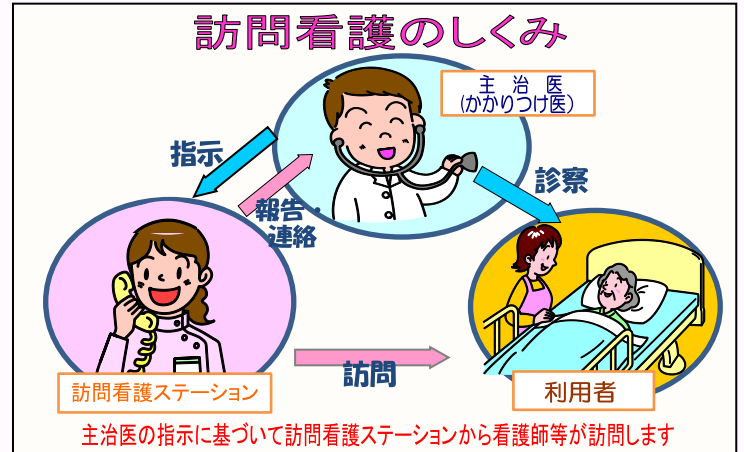 訪問看護のしくみ
主　治　医
(かかりつけ医)
指示
診察
報告・
連絡
訪問
訪問看護ステーション
利用者
主治医の指示に基づいて訪問看護ステーションから看護師等が訪問します